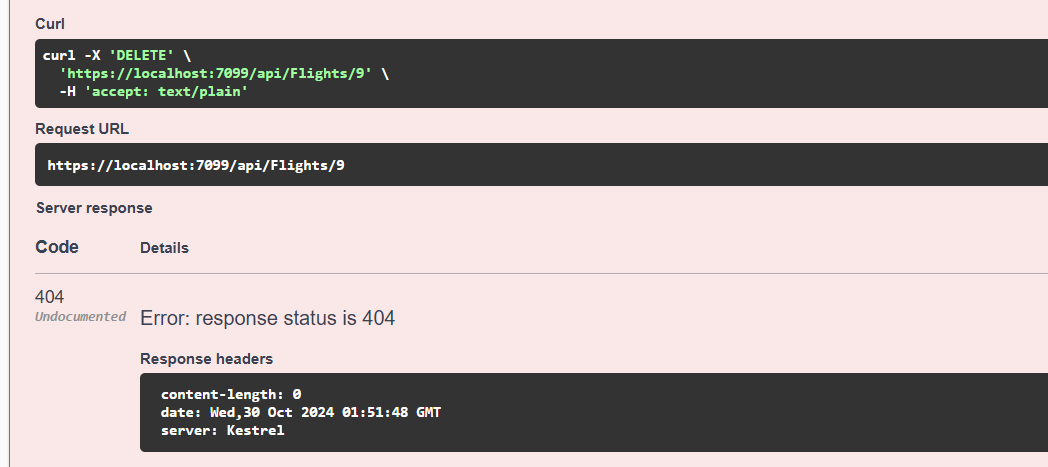 Curl
curl -X 'DELETE' \
'https://localhost:7099/api/Flights/9' \
-H 'accept: text/plain'
Request URL
https://localhost:7099/api/Flights/9
Server response
Code Details
404
Undocumented
Error: response status is 404
Response headers
content-length: 0
date: Wed,30 Oct 2024 01:51:48 GMT
server: Kestrel